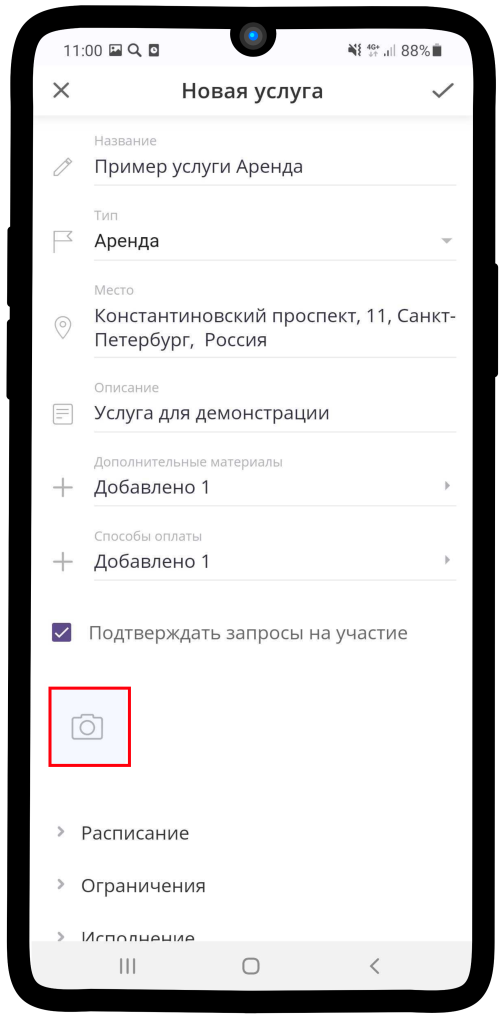 11:00 4G+ 88%
Новая услуга
Название
Пример услуги Аренда
Тип
Аренда
Место
Константиновский проспект, 11, Санкт-
Петербург, Россия
Описание
Услуга для демонстрации
Дополнительные материалы
Добавлено 1
Способы оплаты
Добавлено 1
Подтверждать запросы на участие
Расписание
Ограничения
Исполнение